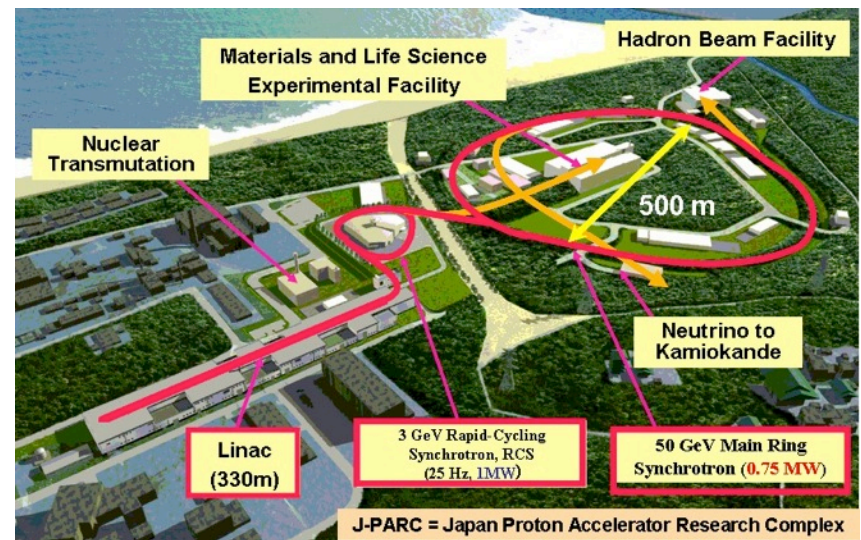 Hadron Beam Facility
Materials and Life Science
Experimental Facility
Nuclear
Transmutation
500 m
Neutrino to
Kamiokande
Linac
(330m)
3 GeV Rapid-Cycling
Synchrotron, RCS
(25 Hz, 1MW)
50 GeV Main Ring
Synchrotron (0.75 MW)
J-PARC = Japan Proton Accelerator Research Complex